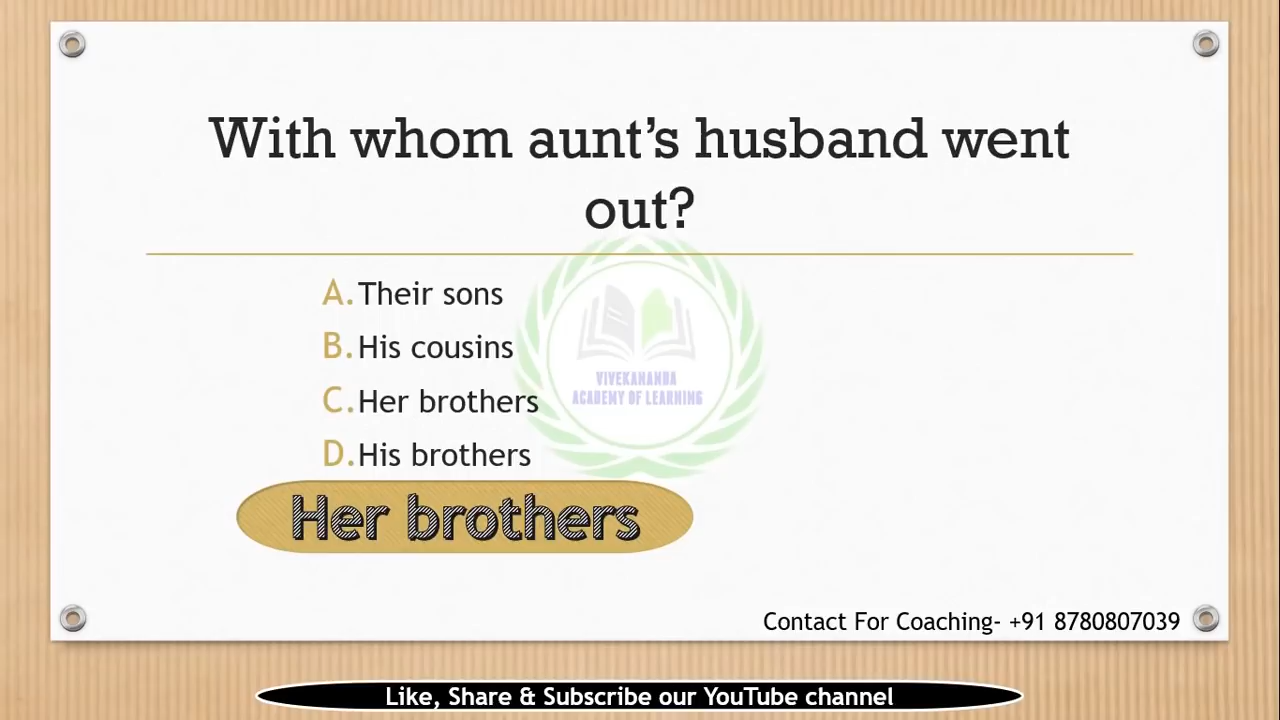 With whom aunt’s husband went
out?
A. Their sons
B. His cousins
C. Her brothers
D. His brothers
Her brothers
VIVEKANANDA
ACADEMY OF LEARNING
Contact For Coaching- +91 8780807039
Like, Share & Subscribe our YouTube channel